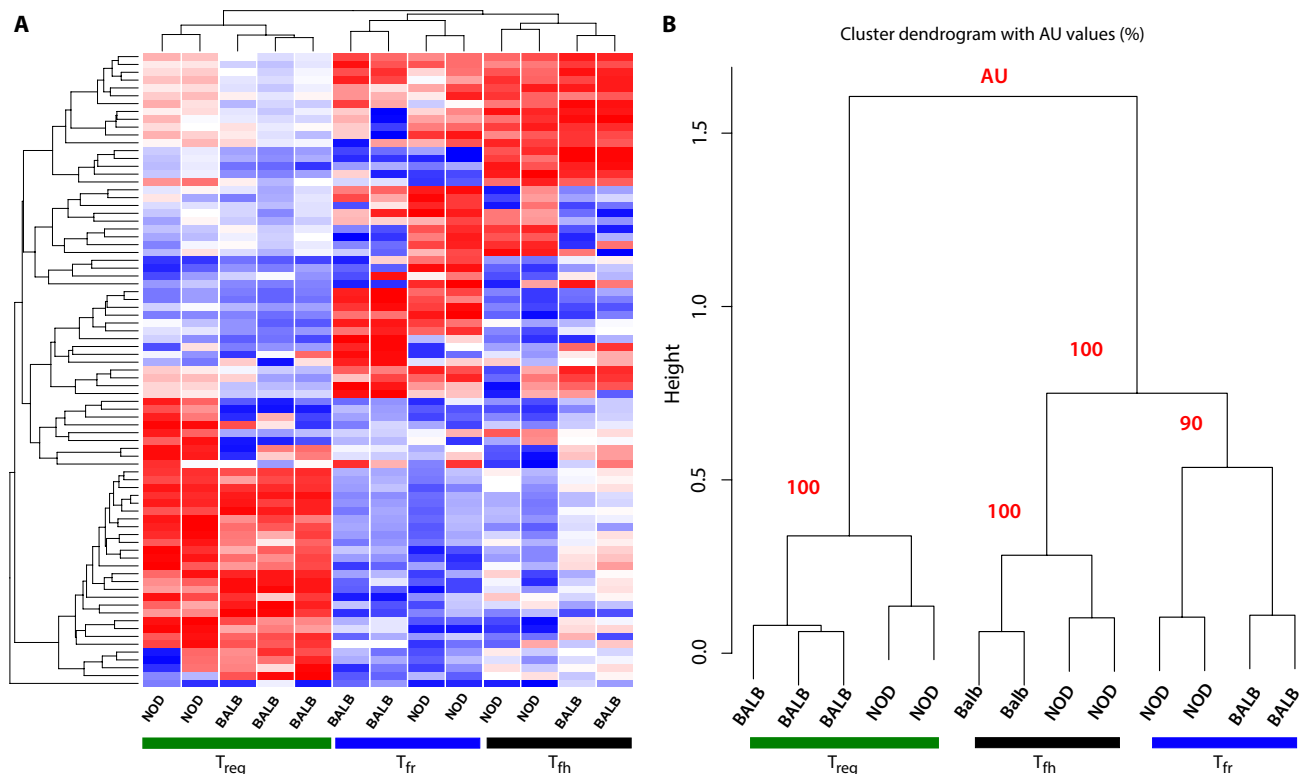 A
NOD NOD BALB BALB BALB BALB BALB NOD NOD NOD NOD BALB BALB
Treg Tfr Tfh
B
Cluster dendrogram with AU values (%)
AU
1.5
1.0
100
Height
90
0.5
100
100
0.0
BALB BALB BALB NOD NOD Balb Balb NOD NOD NOD NOD BALB BALB
Treg Tfh Tfr